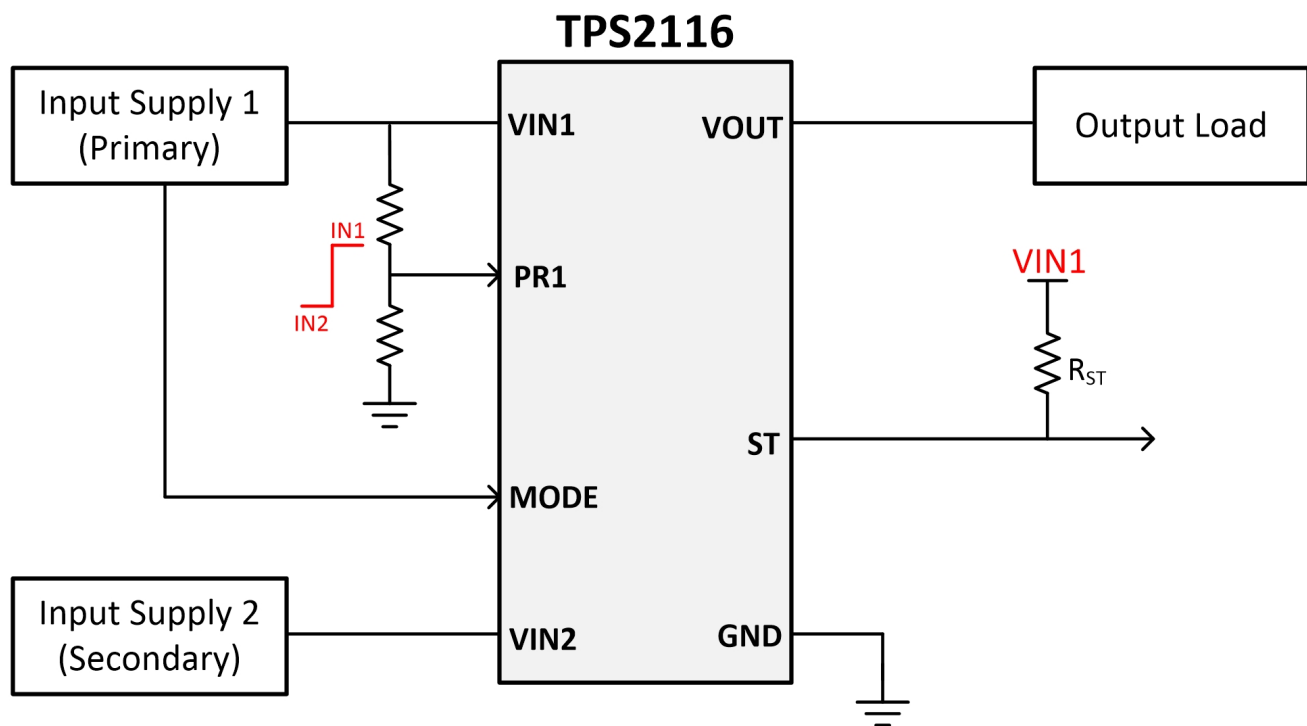 TPS2116
Input Supply 1
(Primary)
VIN1
VOUT
Output Load
IN1
IN2
PR1
VIN1
RST
ST
MODE
Input Supply 2
(Secondary)
VIN2
GND